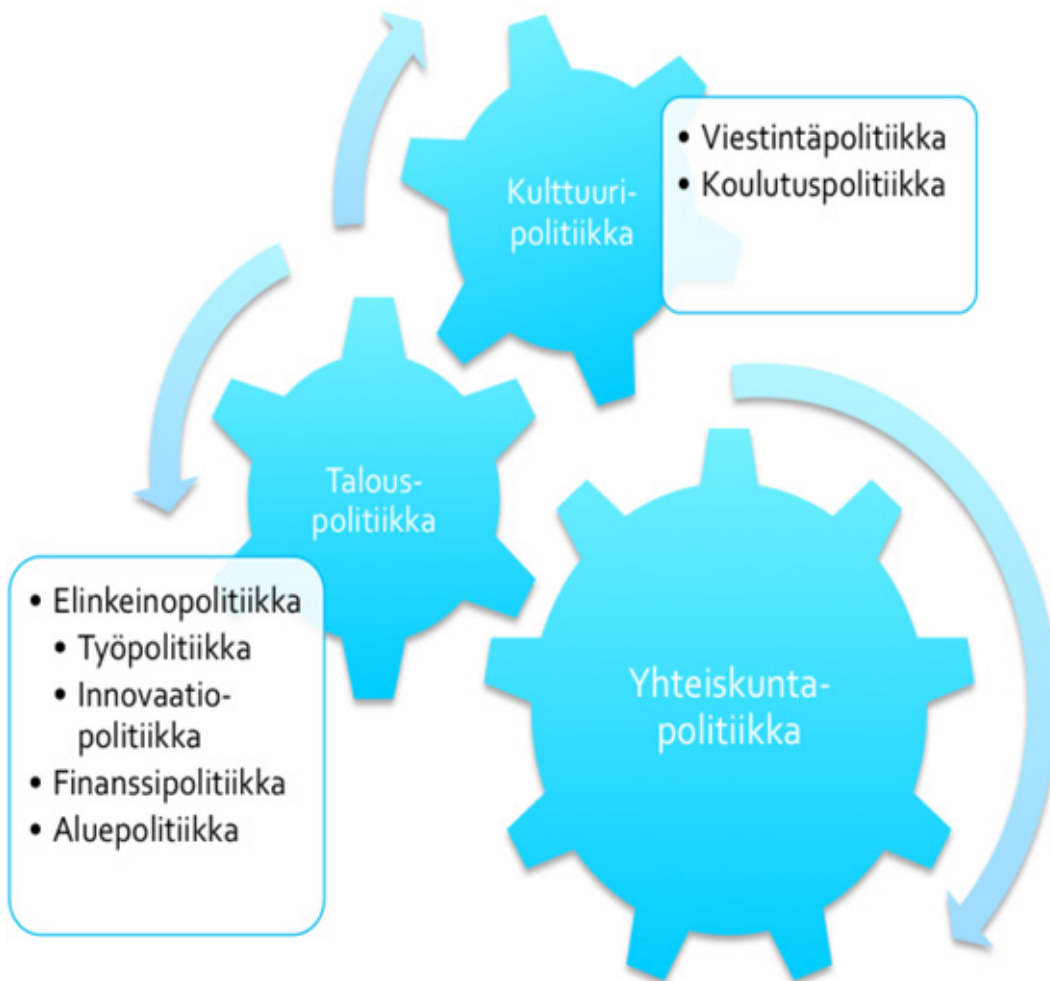 Kulttuuri-
politiikka
• Viestintäpolitiikka
• Koulutuspolitiikka
Talous-
politiikka
• Elinkeinopolitiikka
• Työpolitiikka
• Innovaatio-
politiikka
• Finanssipolitiikka
• Aluepolitiikka
Yhteiskunta-
politiikka